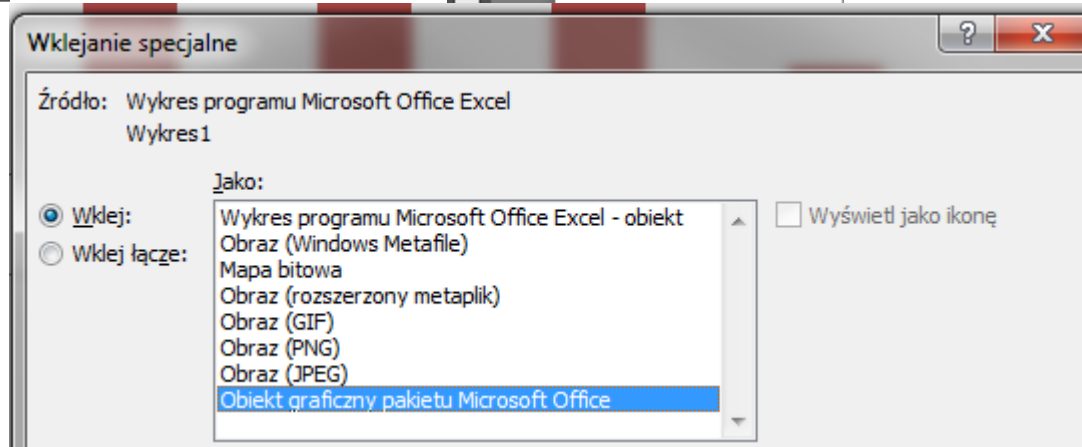 Wklejanie specjalne
Źródło: Wykres programu Microsoft Office Excel
Wykres1
Jako:
Wklej:
Wklej łącze:
Wykres programu Microsoft Office Excel - obiekt
Obraz (Windows Metafile)
Mapa bitowa
Obraz (rozszerzony metaplik)
Obraz (GIF)
Obraz (PNG)
Obraz (JPEG)
Obiekt graficzny pakietu Microsoft Office
Wyświetl jako ikonę